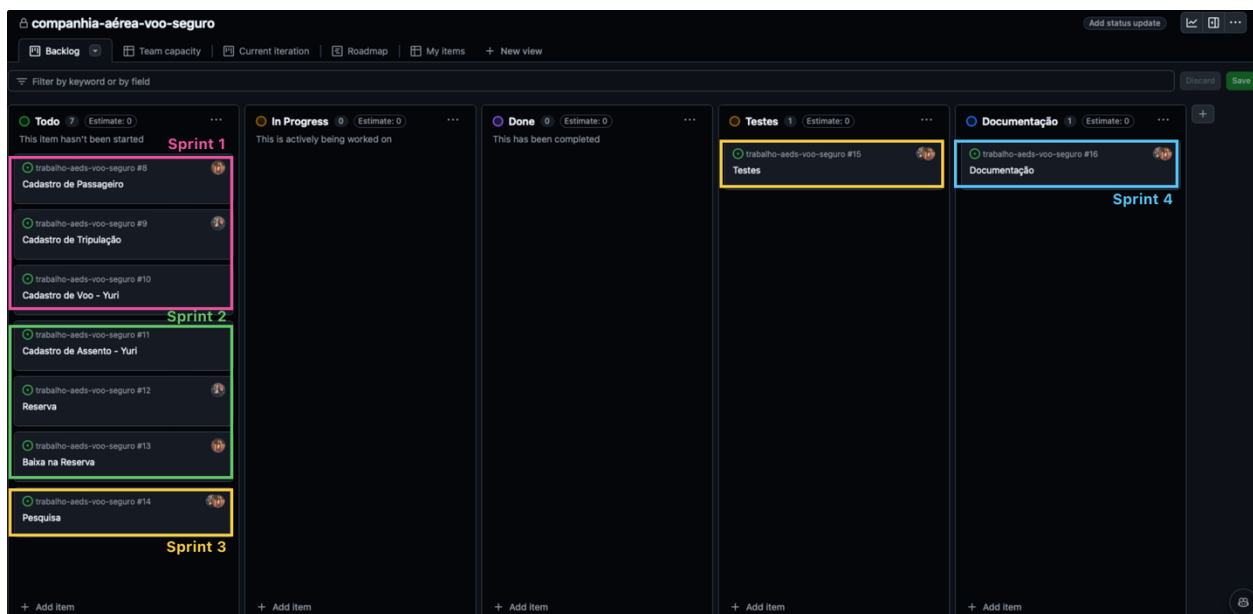 companhia-aérea-voo-seguro
Add status update
Backlog
Team capacity
Current iteration
Roadmap
My items
+ New view
Filter by keyword or by field
Discard
Save
Todo 7 Estimate: 0
This item hasn't been started
Sprint 1
trabalho-aeds-voo-seguro #8
Cadastro de Passageiro
trabalho-aeds-voo-seguro #9
Cadastro de Tripulação
trabalho-aeds-voo-seguro #10
Cadastro de Voo - Yuri
Sprint 2
trabalho-aeds-voo-seguro #11
Cadastro de Assento - Yuri
trabalho-aeds-voo-seguro #12
Reserva
trabalho-aeds-voo-seguro #13
Baixa na Reserva
trabalho-aeds-voo-seguro #14
Pesquisa
Sprint 3
+ Add item
In Progress 0 Estimate: 0
This is actively being worked on
+ Add item
Done 0 Estimate: 0
This has been completed
+ Add item
Testes 1 Estimate: 0
trabalho-aeds-voo-seguro #15
Testes
+ Add item
Documentação 1 Estimate: 0
trabalho-aeds-voo-seguro #16
Documentação
Sprint 4
+ Add item